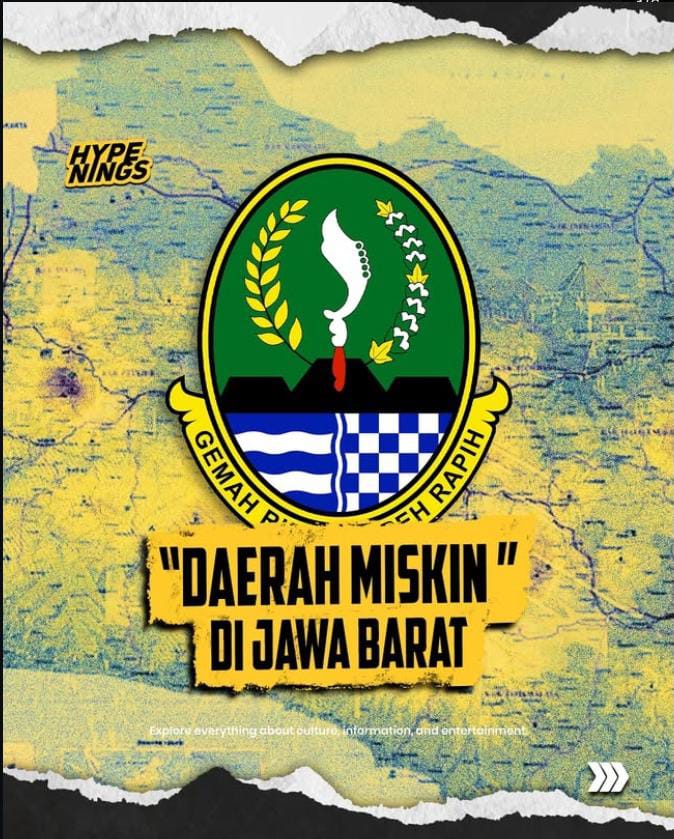 HYPE
NINGS
GEMAH RAPIH
"DAERAH MISKIN"
DI JAWA BARAT
Explore everything about culture, information, and entertainment.